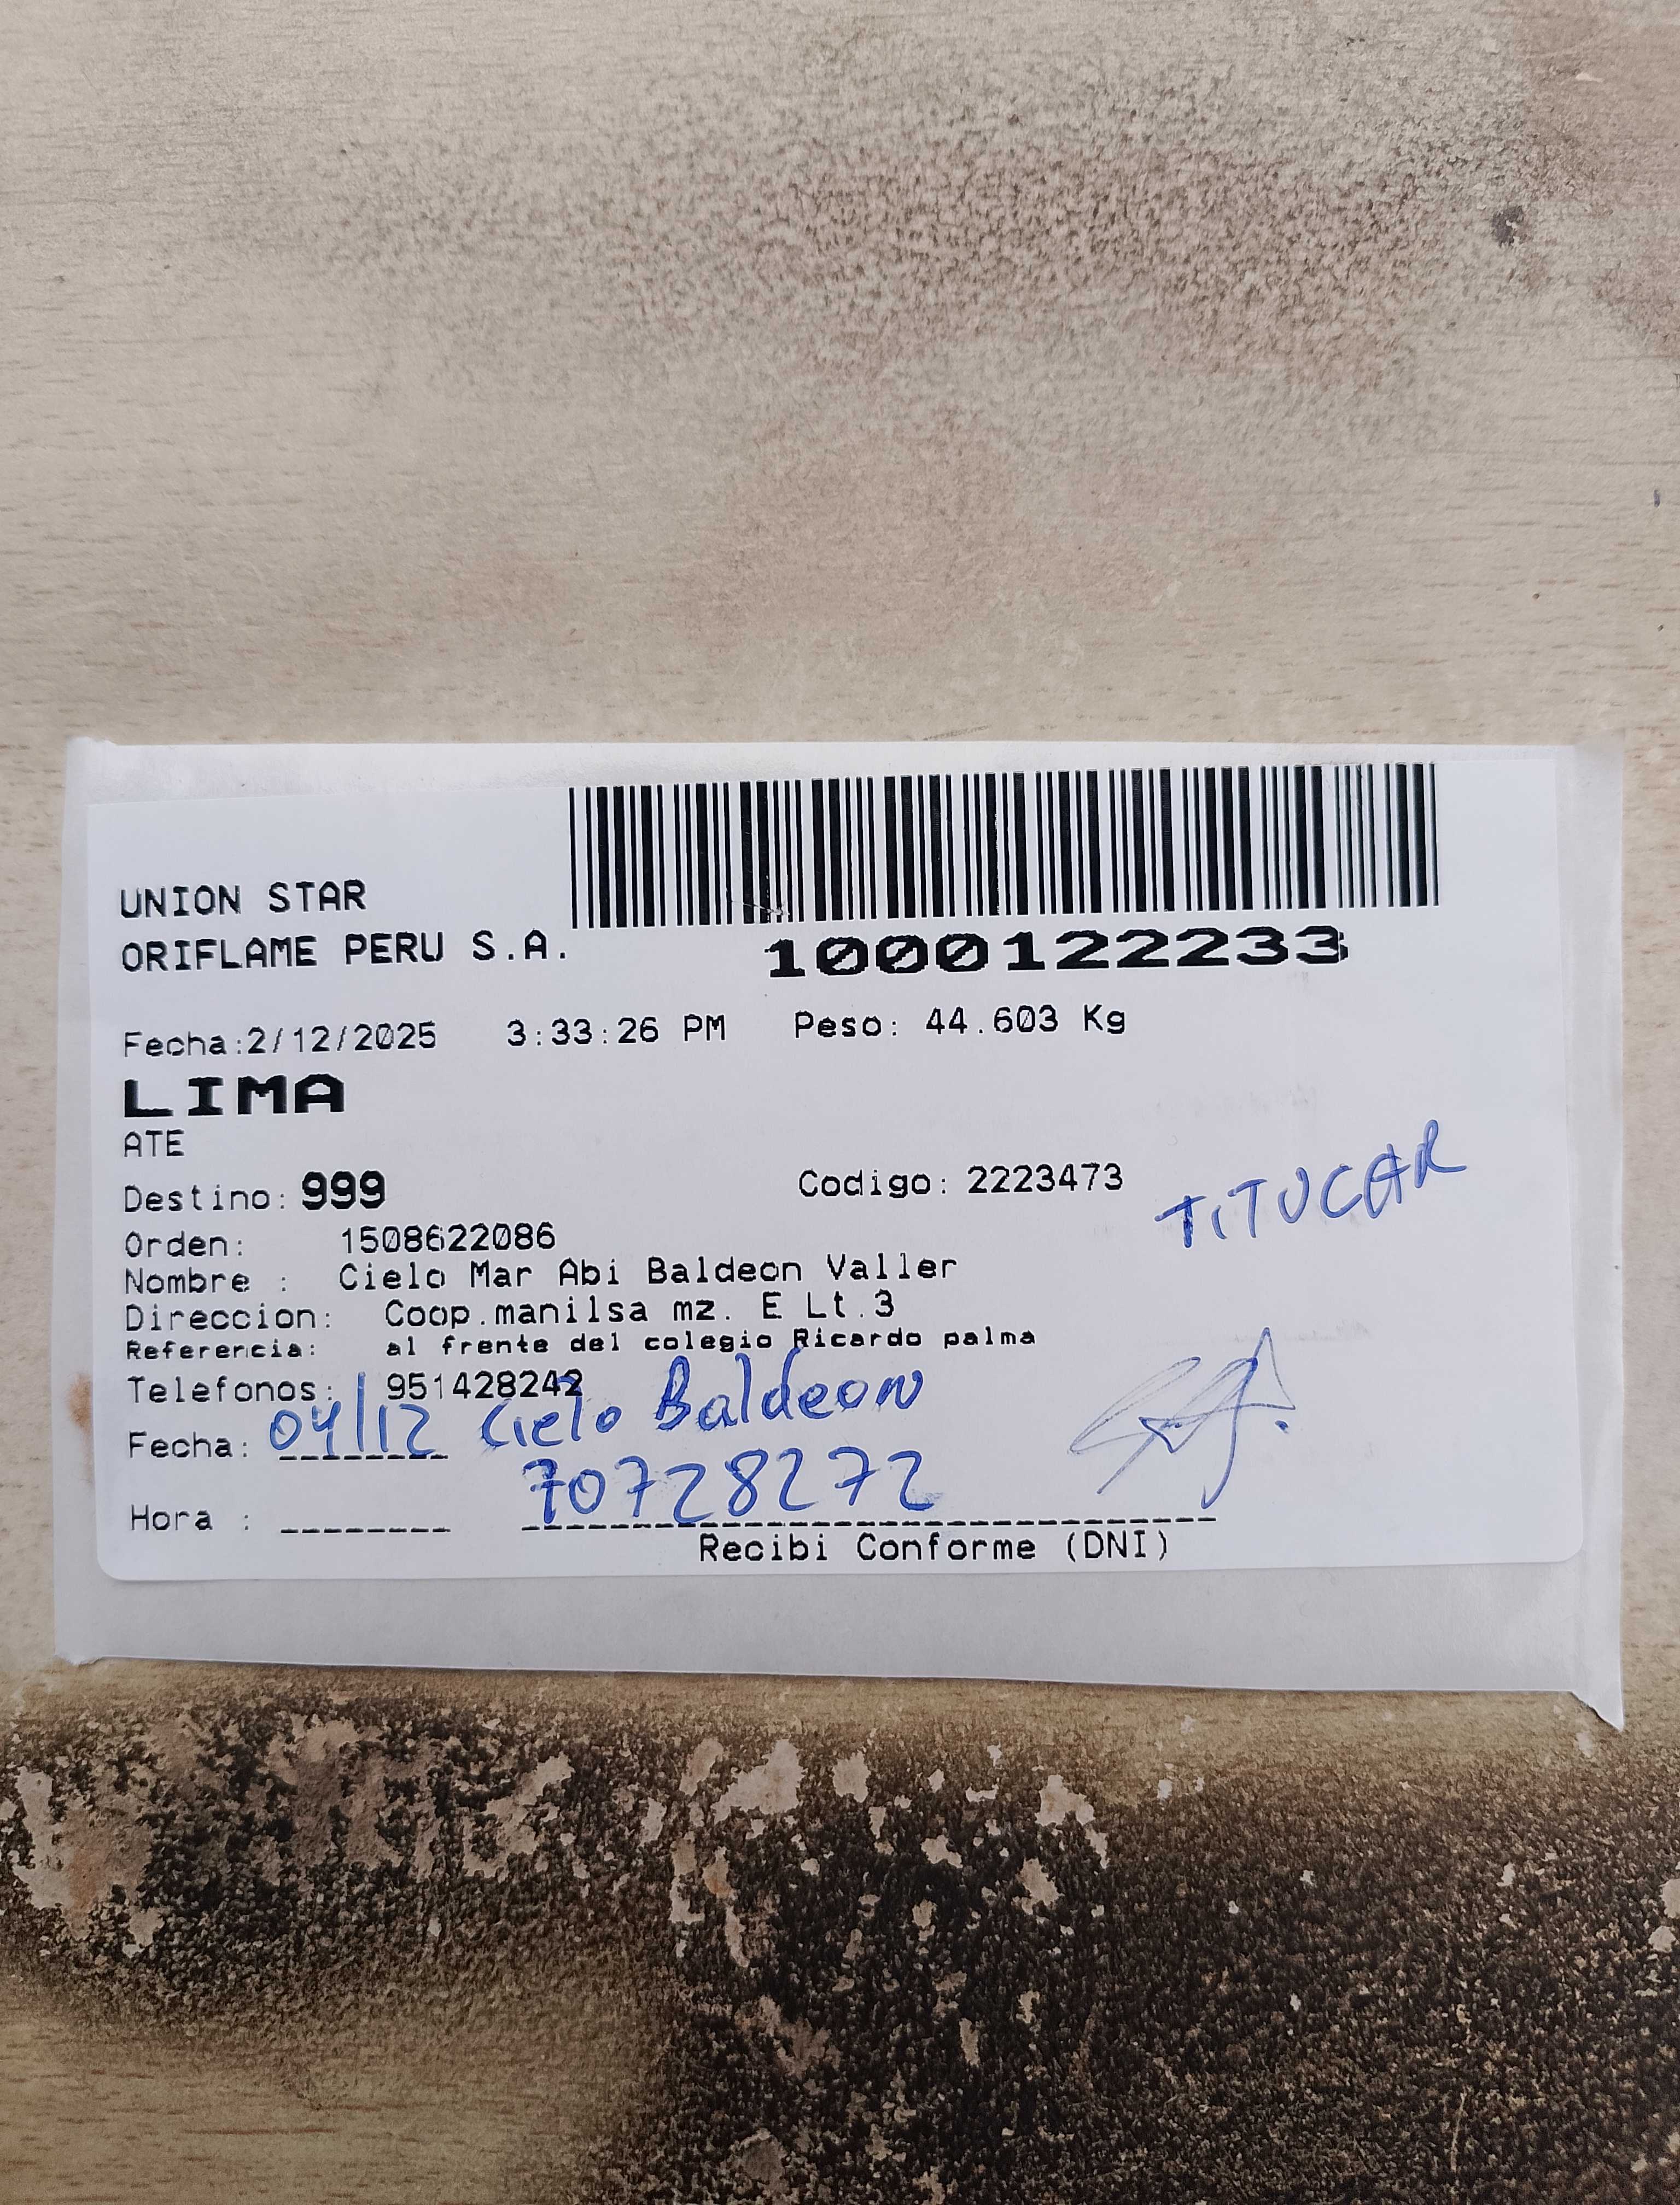 UNION STAR
ORIFLAME PERU S.A.
1000122233
Fecha:2/12/2025 3:33:26 PM Peso: 44.603 Kg
LIMA
ATE
Destino: 999 Codigo: 2223473
TITUCAR
Orden: 1508622086
Nombre : Cielo Mar Abi Baldeon Valler
Direccion: Coop.manilsa mz. E Lt.3
Referencia: al frente del colegio Ricardo palma
Telefonos: 951428242
Fecha: 04/12 Cielo Baldeon
70728272
Hora :
Recibi Conforme (DNI)